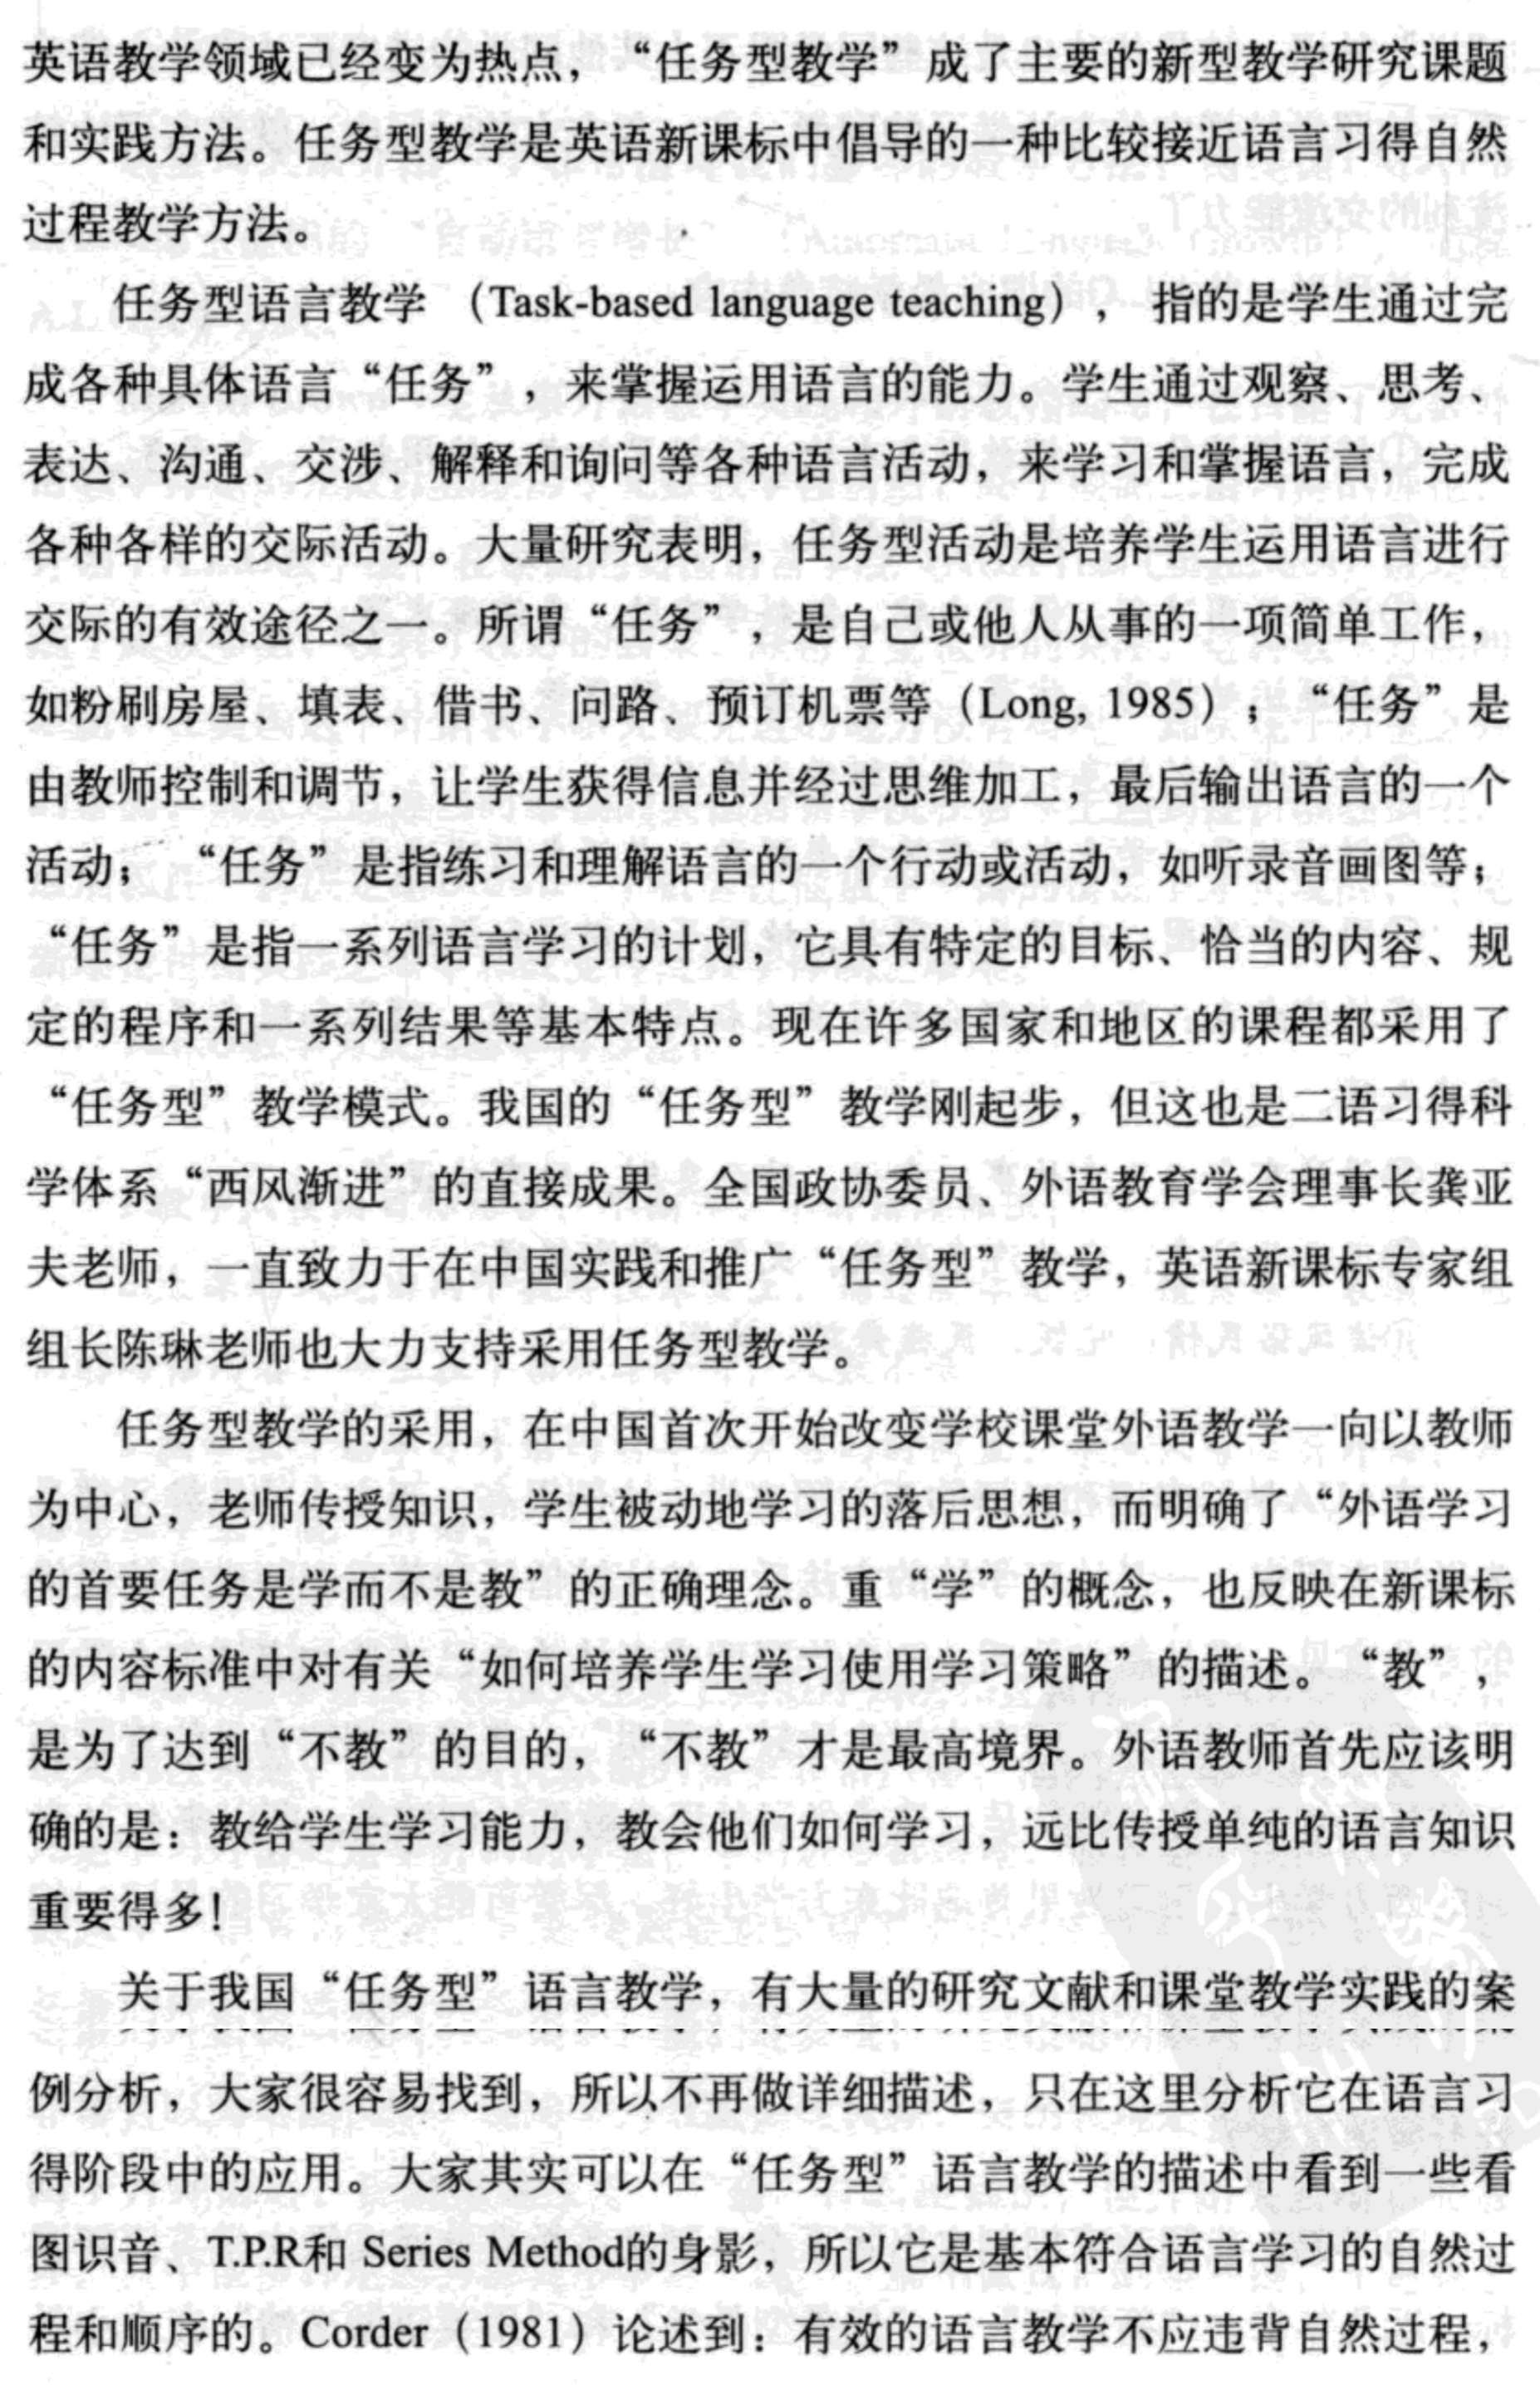 英语教学领域已经变为热点，“任务型教学”成了主要的新型教学研究课题
和实践方法。任务型教学是英语新课标中倡导的一种比较接近语言习得自然
过程教学方法。
任务型语言教学 （Task-based language teaching）， 指的是学生通过完
成各种具体语言“任务”，来掌握运用语言的能力。学生通过观察、思考、
表达、沟通、交涉、解释和询问等各种语言活动，来学习和掌握语言，完成
各种各样的交际活动。大量研究表明，任务型活动是培养学生运用语言进行
交际的有效途径之一。所谓“任务”，是自己或他人从事的一项简单工作，
如粉刷房屋、填表、借书、问路、预订机票等（Long, 1985）；“任务”是
由教师控制和调节，让学生获得信息并经过思维加工，最后输出语言的一个
活动；“任务”是指练习和理解语言的一个行动或活动，如听录音画图等；
“任务”是指一系列语言学习的计划，它具有特定的目标、恰当的内容、规
定的程序和一系列结果等基本特点。现在许多国家和地区的课程都采用了
“任务型”教学模式。我国的“任务型”教学刚起步，但这也是二语习得科
学体系“西风渐进”的直接成果。全国政协委员、外语教育学会理事长龚亚
夫老师，一直致力于在中国实践和推广“任务型”教学，英语新课标专家组
组长陈琳老师也大力支持采用任务型教学。
任务型教学的采用，在中国首次开始改变学校课堂外语教学一向以教师
为中心，老师传授知识，学生被动地学习的落后思想，而明确了“外语学习
的首要任务是学而不是教”的正确理念。重“学”的概念，也反映在新课标
的内容标准中对有关“如何培养学生学习使用学习策略”的描述。“教”，
是为了达到“不教”的目的，“不教”才是最高境界。外语教师首先应该明
确的是：教给学生学习能力，教会他们如何学习，远比传授单纯的语言知识
重要得多！
关于我国“任务型”语言教学，有大量的研究文献和课堂教学实践的案
例分析，大家很容易找到，所以不再做详细描述，只在这里分析它在语言习
得阶段中的应用。大家其实可以在“任务型”语言教学的描述中看到一些看
图识音、T.P.R和 Series Method的身影，所以它是基本符合语言学习的自然过
程和顺序的。Corder（1981）论述到：有效的语言教学不应违背自然过程，